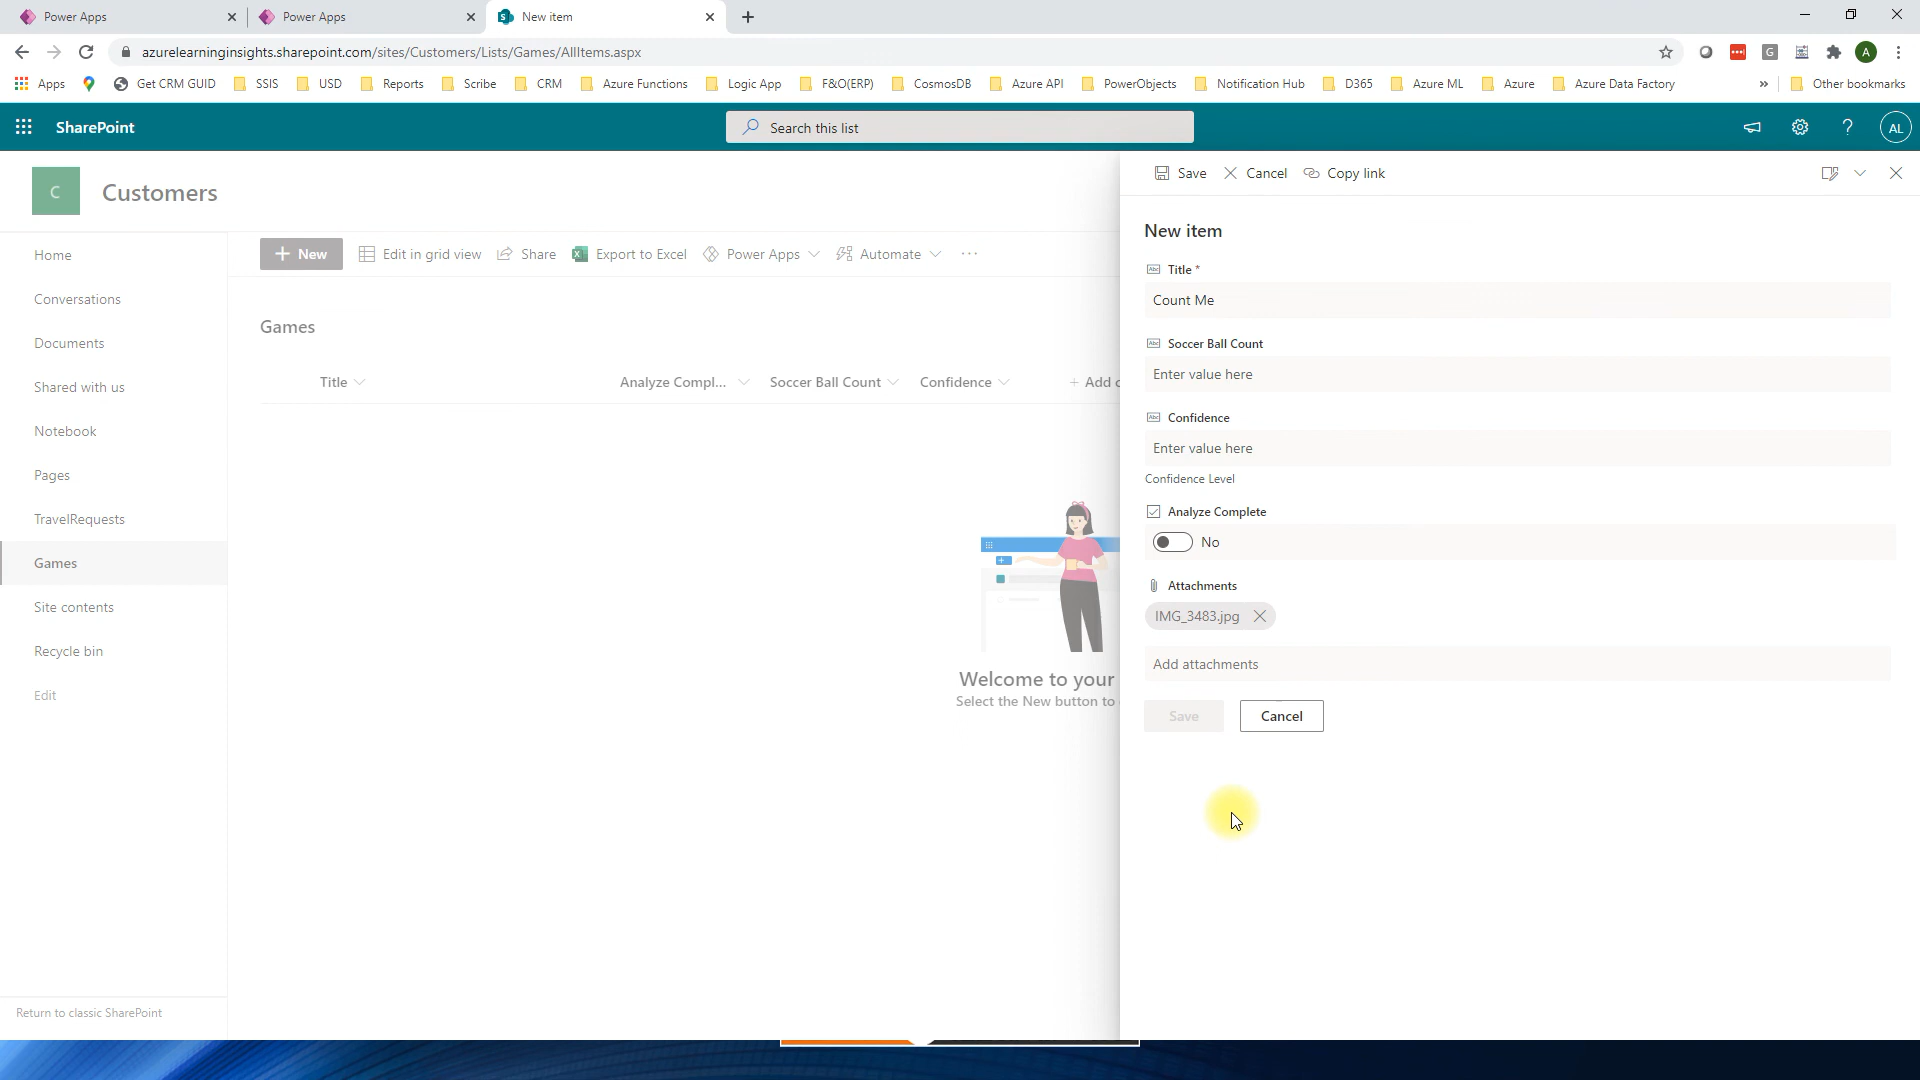 Power Apps
Power Apps
New item
azurelearninginsights.sharepoint.com/sites/Customers/Lists/Games/AllItems.aspx
A
Apps
Get CRM GUID
SSIS
USD
Reports
Scribe
CRM
Azure Functions
Logic App
F&O(ERP)
CosmosDB
Azure API
PowerObjects
Notification Hub
D365
Azure ML
Azure
Azure Data Factory
»
Other bookmarks
SharePoint
Search this list
?
AL
C
Customers
Save
Cancel
Copy link
Home
Conversations
Documents
Shared with us
Notebook
Pages
TravelRequests
Games
Site contents
Recycle bin
Edit
Return to classic SharePoint
+ New
Edit in grid view
Share
Export to Excel
Power Apps
Automate
...
Games
Title
Analyze Compl...
Soccer Ball Count
Confidence
+ Add c
Welcome to your
Select the New button to
New item
Title *
Count Me
Soccer Ball Count
Enter value here
Confidence
Enter value here
Confidence Level
Analyze Complete
No
Attachments
IMG_3483.jpg
Add attachments
Save
Cancel